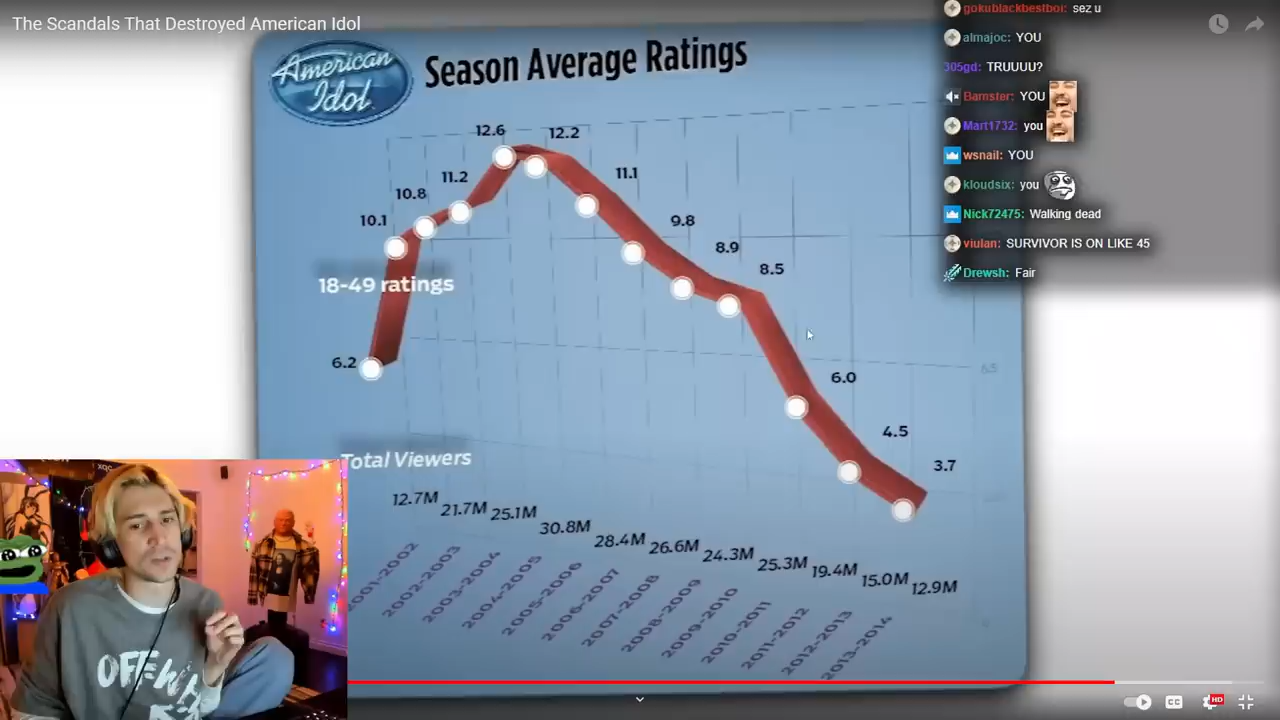 The Scandals That Destroyed American Idol
American
Idol
Season Average Ratings
12.6
12.2
11.2
11.1
10.8
10.1
9.8
8.9
8.5
18-49 ratings
6.2
6.0
4.5
3.7
Total Viewers
12.7M
21.7M
25.1M
30.8M
28.4M
26.6M
24.3M
25.3M
19.4M
15.0M
12.9M
2001-2002
2002-2003
2003-2004
2004-2005
2005-2006
2006-2007
2007-2008
2008-2009
2009-2010
2010-2011
2011-2012
2012-2013
2013-2014
gokublackbestboi: sez u
almajoc: YOU
305gd: TRUUUU?
Bamster: YOU
Mart1732: you
wsnail: YOU
kloudsix: you
Nick72475: Walking dead
viulan: SURVIVOR IS ON LIKE 45
Drewsh: Fair
CC
HD